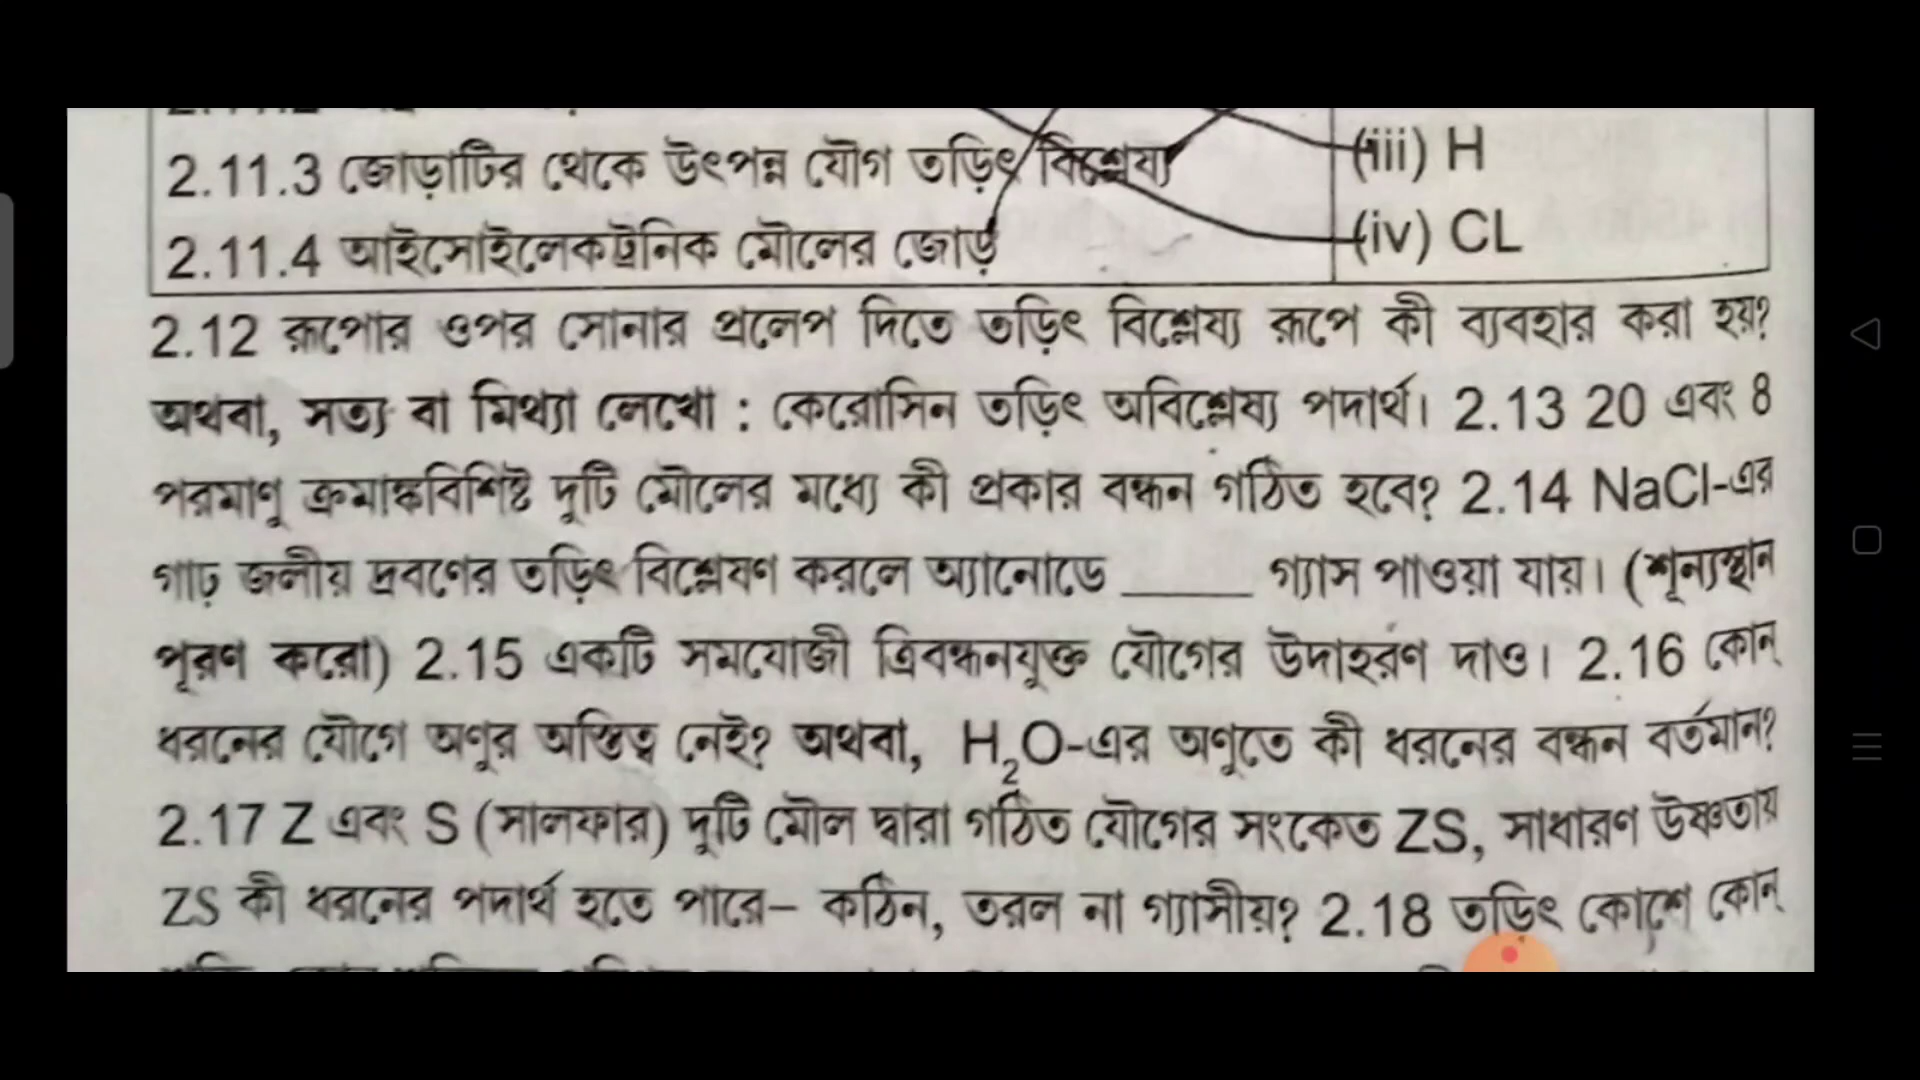 2.11.3 জোড়াটির থেকে উৎপন্ন যৌগ তড়িৎ বিশ্লেষ্য
(iii) H
2.11.4 আইসোইলেকট্রনিক মৌলের জোড়
(iv) CL
2.12 রূপোর ওপর সোনার প্রলেপ দিতে তড়িৎ বিশ্লেষ্য রূপে কী ব্যবহার করা হয়?
অথবা, সত্য বা মিথ্যা লেখো : কেরোসিন তড়িৎ অবিশ্লেষ্য পদার্থ। 2.13 20 এবং 8
পরমাণু ক্রমাঙ্কবিশিষ্ট দুটি মৌলের মধ্যে কী প্রকার বন্ধন গঠিত হবে? 2.14 NaCl-এর
গাঢ় জলীয় দ্রবণের তড়িৎ বিশ্লেষণ করলে অ্যানোডে _____ গ্যাস পাওয়া যায়। (শূন্যস্থান
পূরণ করো) 2.15 একটি সমযোজী ত্রিবন্ধনযুক্ত যৌগের উদাহরণ দাও। 2.16 কোন্
ধরনের যৌগে অণুর অস্তিত্ব নেই? অথবা, H₂O-এর অণুতে কী ধরনের বন্ধন বর্তমান?
2.17 Z এবং S (সালফার) দুটি মৌল দ্বারা গঠিত যৌগের সংকেত ZS, সাধারণ উষ্ণতায়
ZS কী ধরনের পদার্থ হতে পারে– কঠিন, তরল না গ্যাসীয়? 2.18 তড়িৎ কোশে কোন্